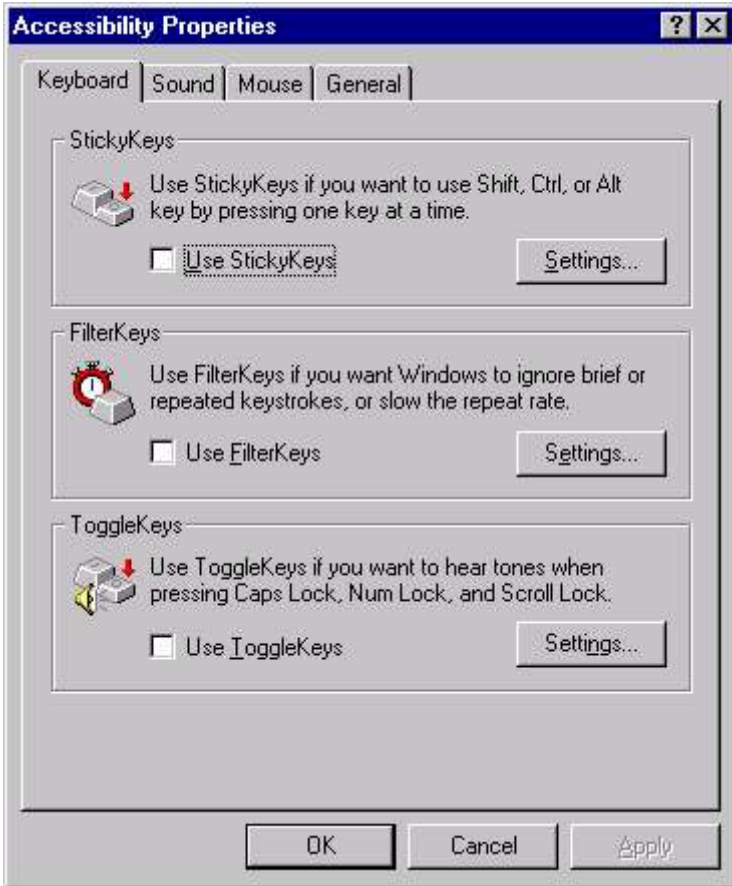 Accessibility Properties
Keyboard Sound Mouse General
StickyKeys
Use StickyKeys if you want to use Shift, Ctrl, or Alt
key by pressing one key at a time.
Use StickyKeys Settings...
FilterKeys
Use FilterKeys if you want Windows to ignore brief or
repeated keystrokes, or slow the repeat rate.
Use FilterKeys Settings...
ToggleKeys
Use ToggleKeys if you want to hear tones when
pressing Caps Lock, Num Lock, and Scroll Lock.
Use ToggleKeys Settings...
OK Cancel Apply